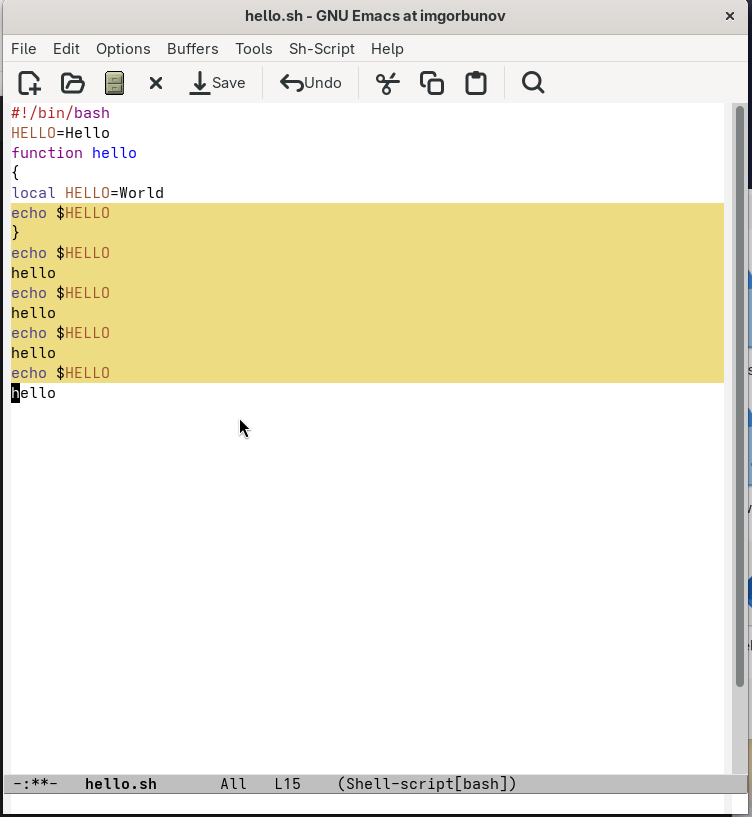 hello.sh - GNU Emacs at imgorbunov
File Edit Options Buffers Tools Sh-Script Help
Save Undo
#!/bin/bash
HELLO=Hello
function hello
{
local HELLO=World
echo $HELLO
}
echo $HELLO
hello
echo $HELLO
hello
echo $HELLO
hello
echo $HELLO
hello
-:**- hello.sh All L15 (Shell-script[bash])